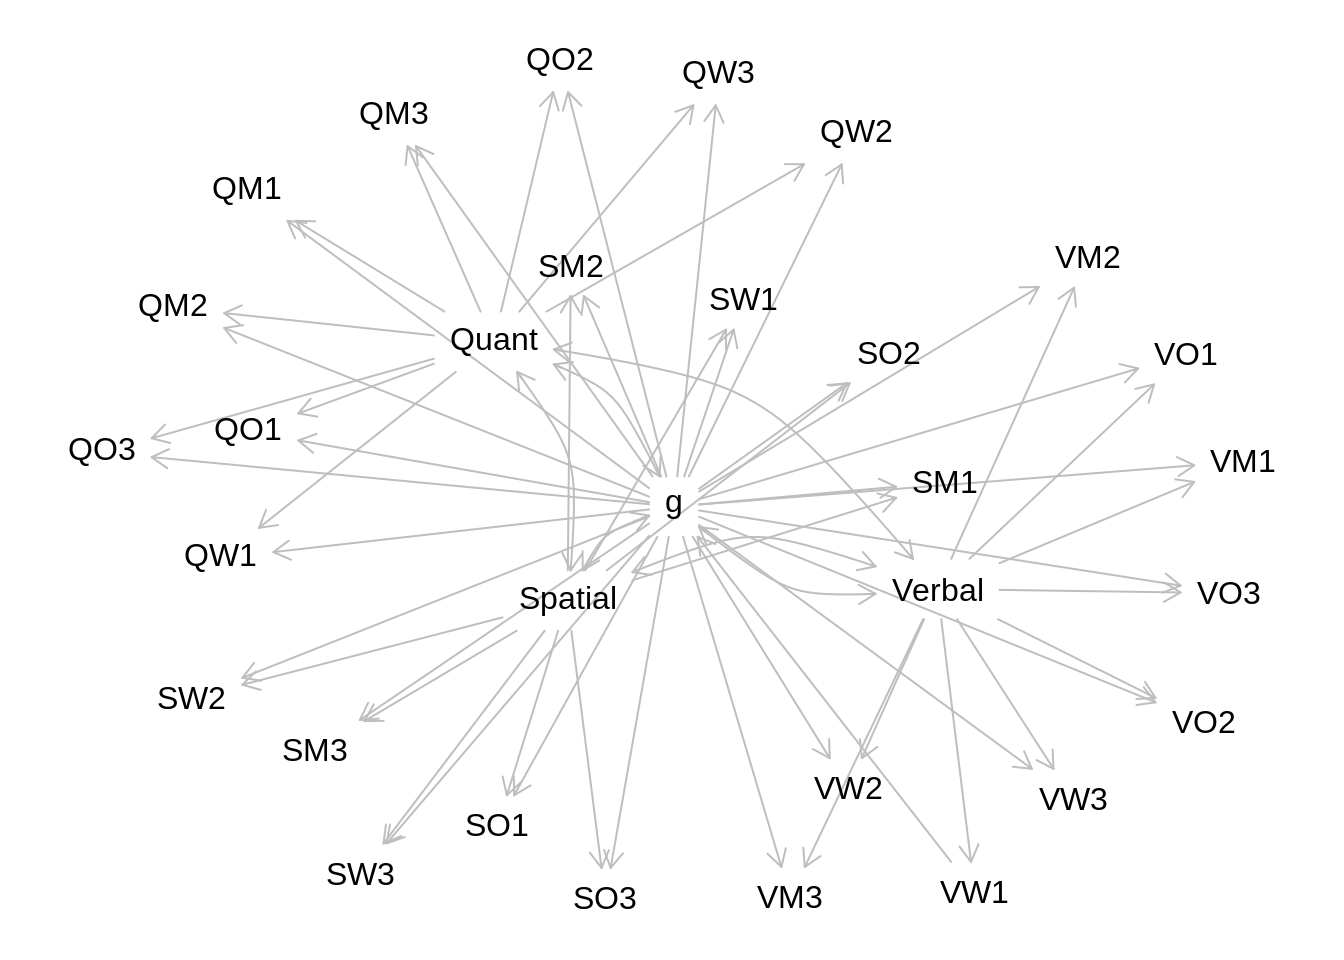 QO2
QW3
QM3
QW2
QM1
VM2
SM2
SW1
QM2
Quant
SO2
VO1
QO1
QO3
VM1
SM1
g
QW1
Spatial
Verbal
VO3
SW2
VO2
SM3
VW2
VW3
SO1
SW3
SO3
VM3
VW1